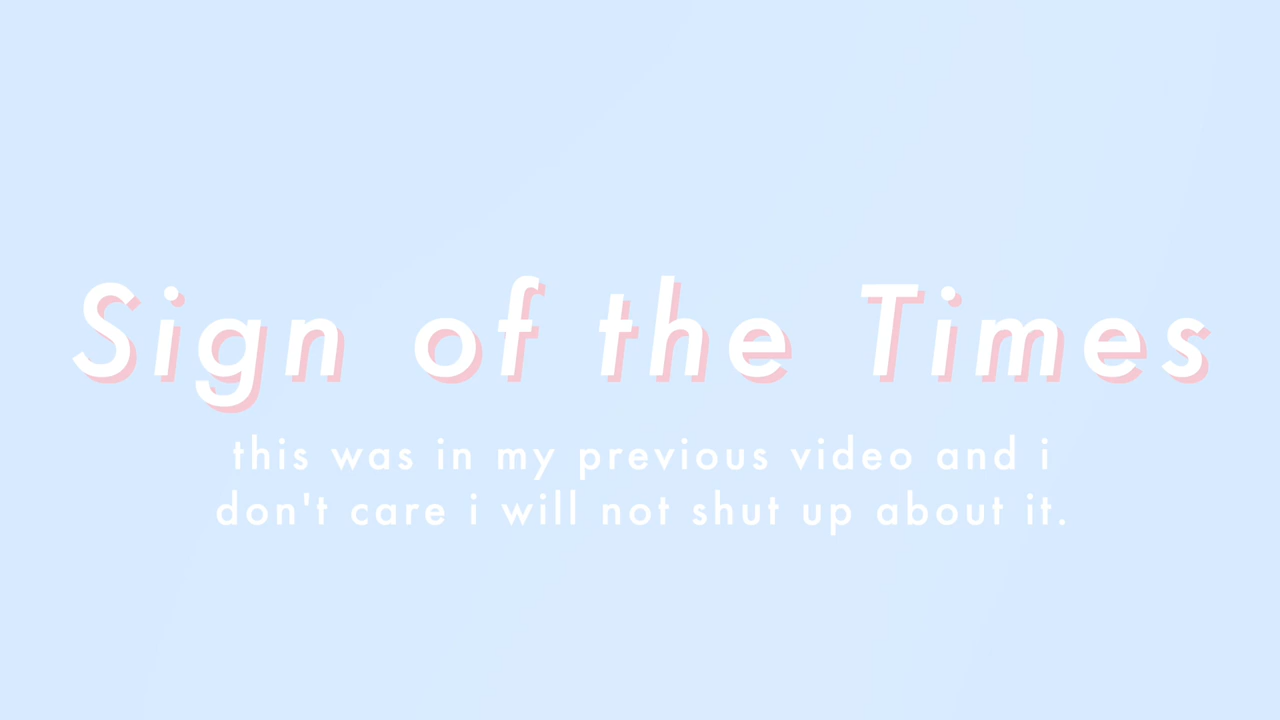 Sign of the Times
this was in my previous video and i
don't care i will not shut up about it.